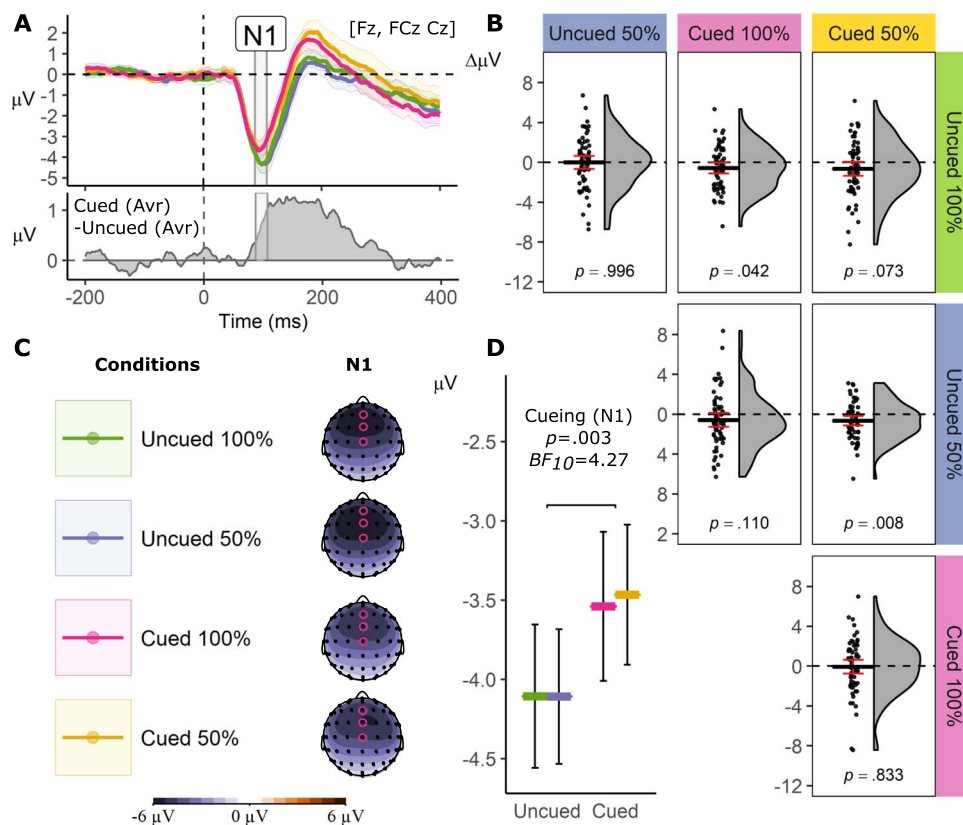 A
N1
[Fz, FCz Cz]
2
1
0
μV
-1
-2
-3
-4
-5
Cued (Avr)
-Uncued (Avr)
1
μV
0
-200
0
200
400
Time (ms)
B
Uncued 50%
Cued 100%
Cued 50%
ΔμV
8
4
0
-4
-8
-12
p = .996
p = .042
p = .073
Uncued 100%
8
4
0
4
8
2
p = .110
p = .008
Uncued 50%
8
4
0
-4
-8
-12
p = .833
Cued 100%
C
Conditions
N1
Uncued 100%
Uncued 50%
Cued 100%
Cued 50%
-6 μV
0 μV
6 μV
D
μV
Cueing (N1)
p=.003
BF10=4.27
-2.5
-3.0
-3.5
-4.0
-4.5
Uncued
Cued